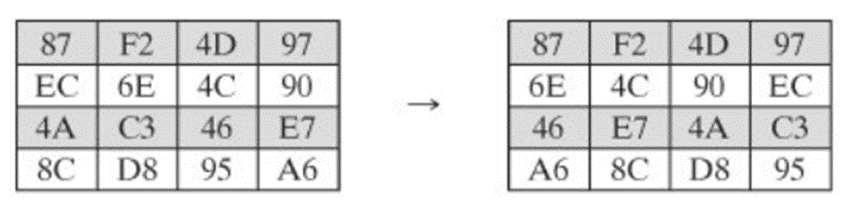 87 F2 4D 97 87 F2 4D 97
EC 6E 4C 90 → 6E 4C 90 EC
4A C3 46 E7 46 E7 4A C3
8C D8 95 A6 A6 8C D8 95